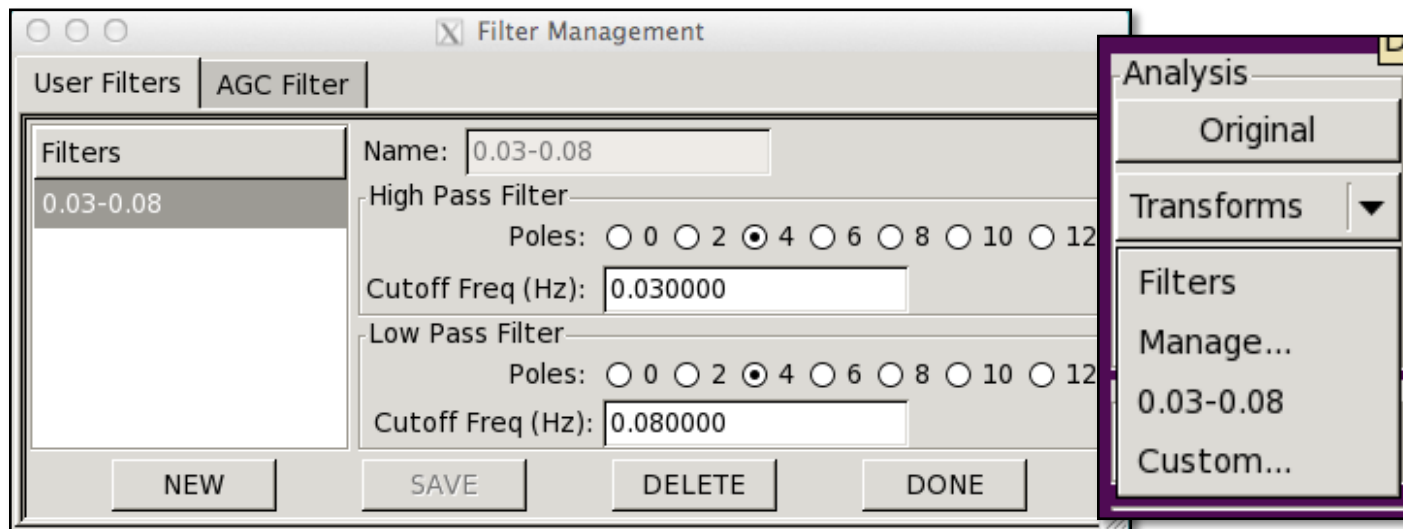 Filter Management
User Filters
AGC Filter
Filters
0.03-0.08
Name: 0.03-0.08
High Pass Filter
Poles: 0 2 4 6 8 10 12
Cutoff Freq (Hz): 0.030000
Low Pass Filter
Poles: 0 2 4 6 8 10 12
Cutoff Freq (Hz): 0.080000
NEW SAVE DELETE DONE
Analysis
Original
Transforms
Filters
Manage...
0.03-0.08
Custom...